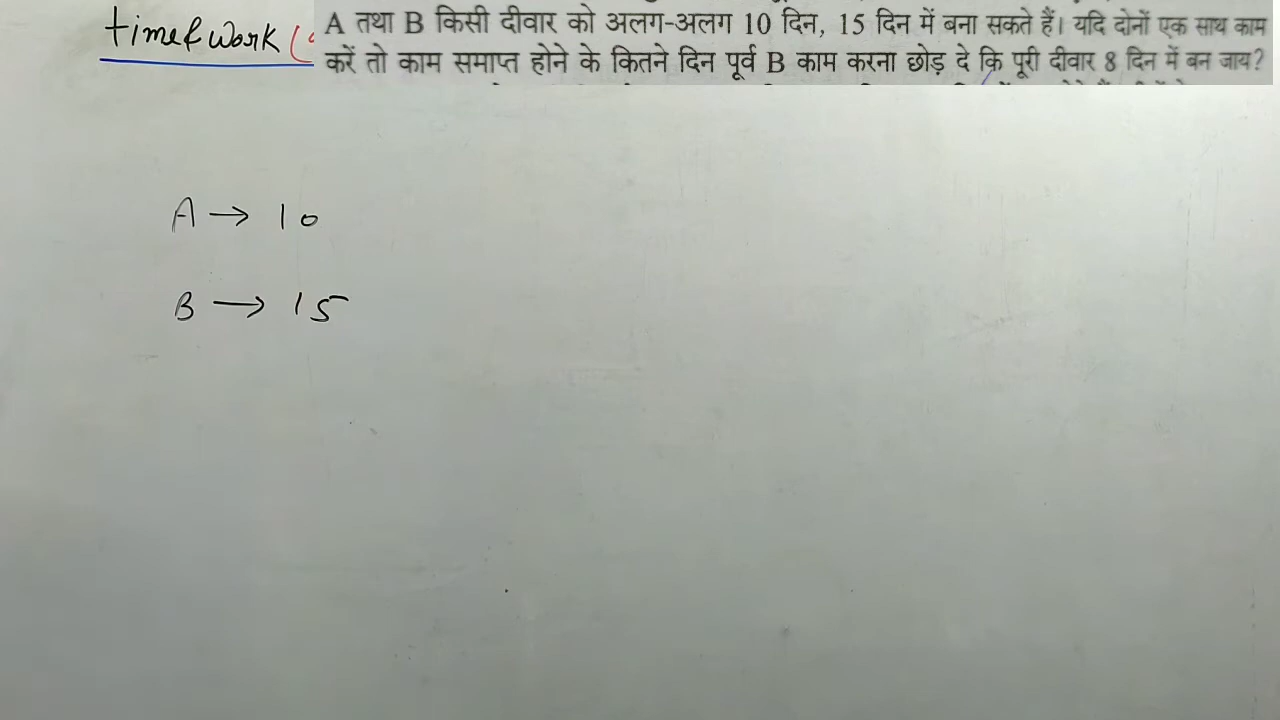 time & work (
A तथा B किसी दीवार को अलग-अलग 10 दिन, 15 दिन में बना सकते हैं। यदि दोनों एक साथ काम
करें तो काम समाप्त होने के कितने दिन पूर्व B काम करना छोड़ दे कि पूरी दीवार 8 दिन में बन जाय?
A → 10
B → 15